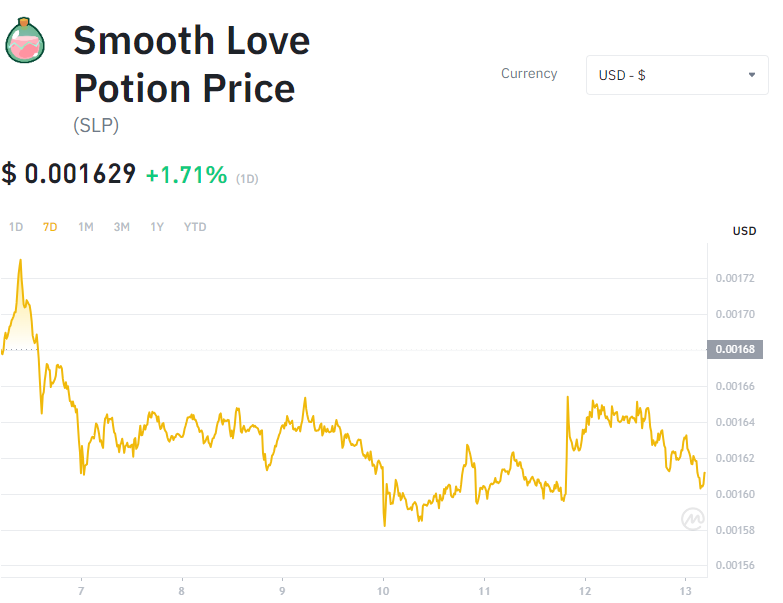 Smooth Love
Potion Price
(SLP)
Currency
USD - $
$ 0.001629 +1.71% (1D)
1D 7D 1M 3M 1Y YTD
USD
0.00172
0.00170
0.00168
0.00166
0.00164
0.00162
0.00160
0.00158
0.00156
7 8 9 10 11 12 13